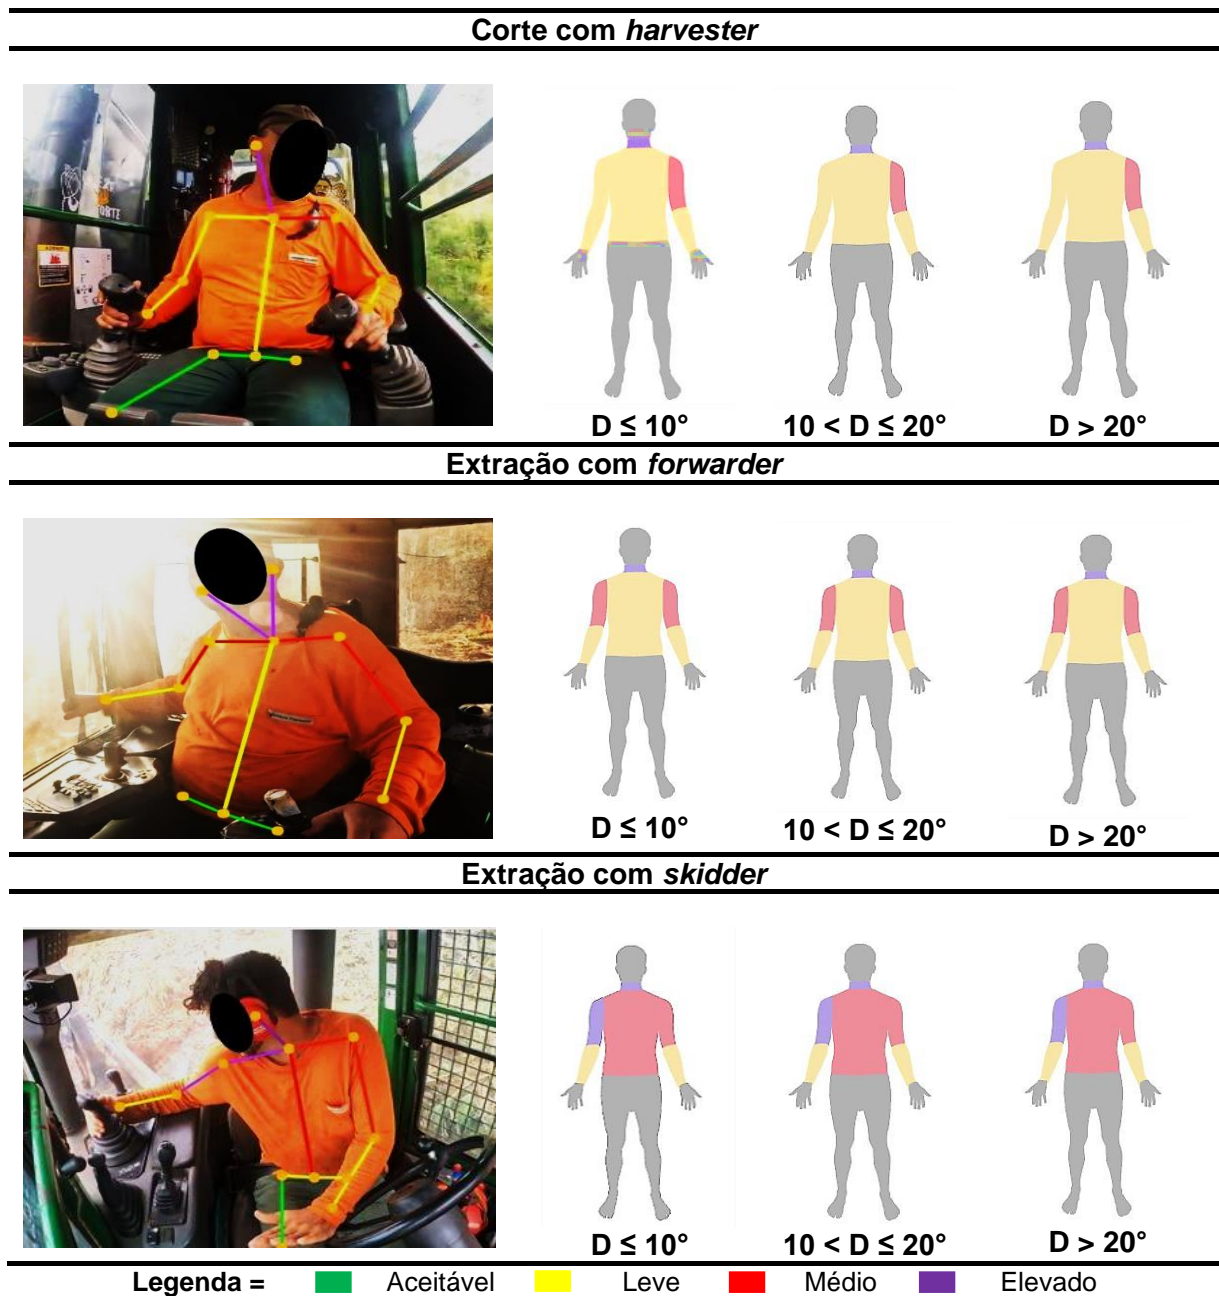 Corte com harvester
FORTE
D ≤ 10°
10 < D ≤ 20°
D > 20°
Extração com forwarder
D ≤ 10°
10 < D ≤ 20°
D > 20°
Extração com skidder
D ≤ 10°
10 < D ≤ 20°
D > 20°
Legenda = Aceitável Leve Médio Elevado